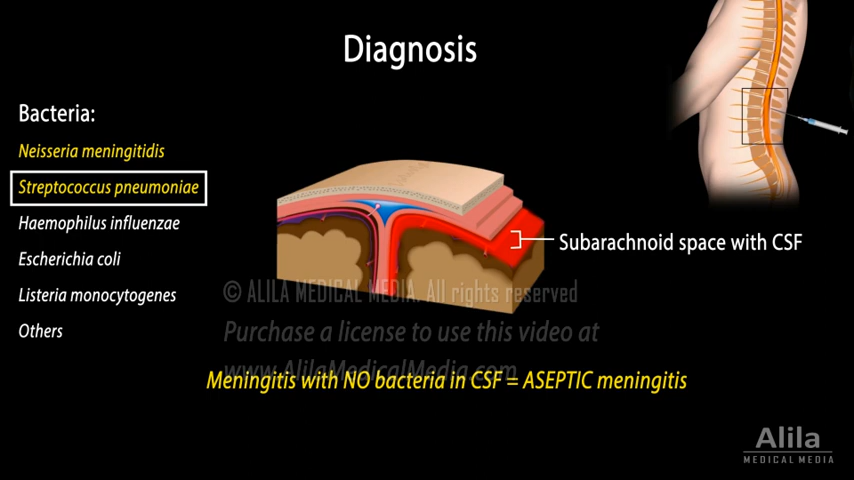 Diagnosis
Bacteria:
Neisseria meningitidis
Streptococcus pneumoniae
Haemophilus influenzae
Escherichia coli
Listeria monocytogenes
Others
Subarachnoid space with CSF
© ALILA MEDICAL MEDIA. All rights reserved
Purchase a license to use this video at
www.AlilaMedicalMedia.com
Meningitis with NO bacteria in CSF = ASEPTIC meningitis
Alila
MEDICAL MEDIA